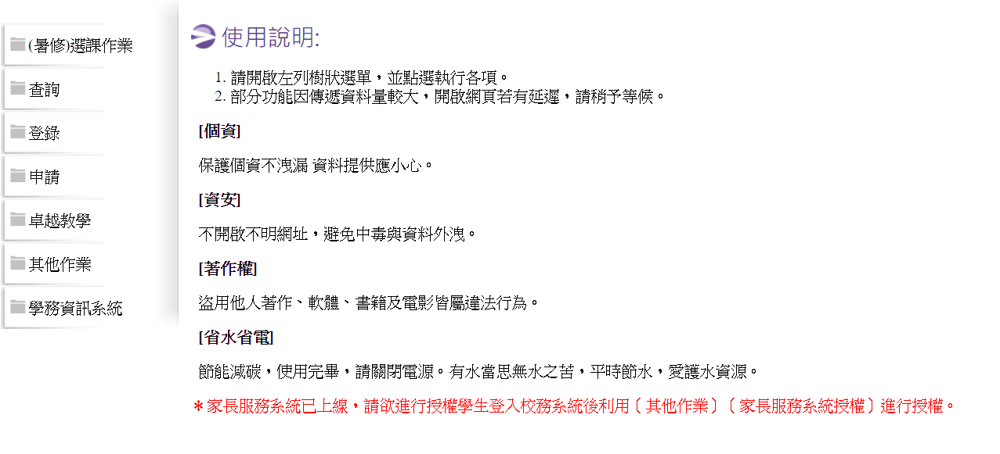 (暑修)選課作業
查詢
登錄
申請
卓越教學
其他作業
學務資訊系統
使用說明:
1. 請開啟左列樹狀選單，並點選執行各項。
2. 部分功能因傳遞資料量較大，開啟網頁若有延遲，請稍予等候。
[個資]
保護個資不洩漏 資料提供應小心。
[資安]
不開啟不明網址，避免中毒與資料外洩。
[著作權]
盜用他人著作、軟體、書籍及電影皆屬違法行為。
[省水省電]
節能減碳，使用完畢，請關閉電源。有水當思無水之苦，平時節水，愛護水資源。
＊家長服務系統已上線，請欲進行授權學生登入校務系統後利用〔其他作業〕〔家長服務系統授權〕進行授權。